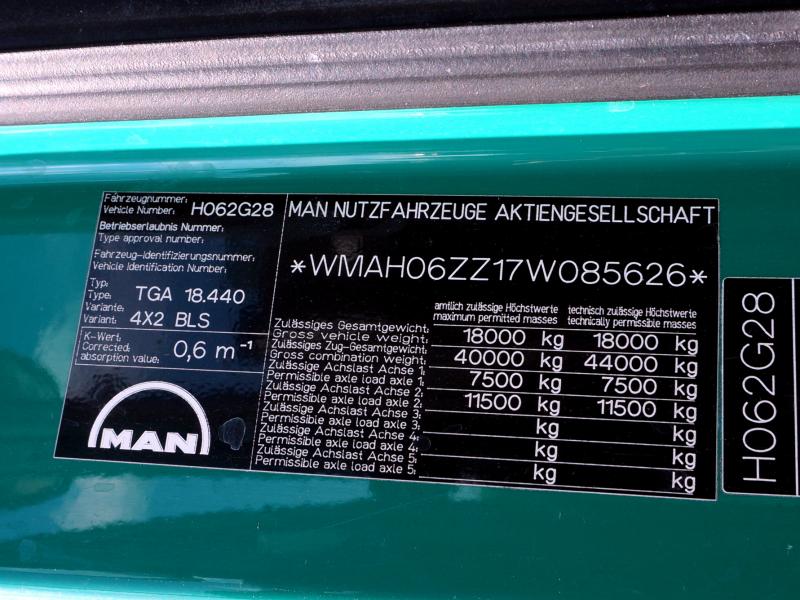 Fahrzeugnummer:
Vehicle Number: H062G28
Betriebserlaubnis Nummer:
Type approval number:
Fahrzeug-Identifizierungsnummer:
Vehicle Identification Number:
Typ:
Type: TGA 18.440
Variante:
Variant: 4X2 BLS
K-Wert:
Corrected absorption value: 0,6 m⁻¹
MAN
MAN NUTZFAHRZEUGE AKTIENGESELLSCHAFT
*WMAH06ZZ17W085626*
amtlich zulässige Höchstwerte technisch zulässige Höchstwerte
maximum permitted masses technically permissible masses
Zulässiges Gesamtgewicht:
Gross vehicle weight: 18000 kg 18000 kg
Zulässiges Zug-Gesamtgewicht:
Gross combination weight: 40000 kg 44000 kg
Zulässige Achslast Achse 1:
Permissible axle load axle 1: 7500 kg 7500 kg
Zulässige Achslast Achse 2:
Permissible axle load axle 2: 11500 kg 11500 kg
Zulässige Achslast Achse 3:
Permissible axle load axle 3: kg kg
Zulässige Achslast Achse 4:
Permissible axle load axle 4: kg kg
Zulässige Achslast Achse 5:
Permissible axle load axle 5: kg kg
H062G28